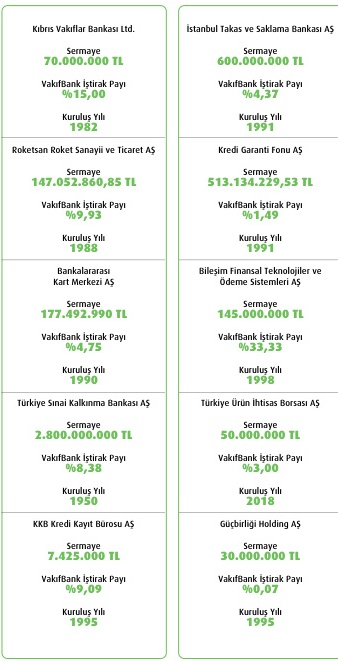 Kıbrıs Vakıflar Bankası Ltd.
Sermaye
70.000.000 TL
VakıfBank İştirak Payı
%15,00
Kuruluş Yılı
1982
Roketsan Roket Sanayii ve Ticaret AŞ
Sermaye
147.052.860,85 TL
VakıfBank İştirak Payı
%9,93
Kuruluş Yılı
1988
Bankalararası
Kart Merkezi AŞ
Sermaye
177.492.990 TL
VakıfBank İştirak Payı
%4,75
Kuruluş Yılı
1990
Türkiye Sınai Kalkınma Bankası AŞ
Sermaye
2.800.000.000 TL
VakıfBank İştirak Payı
%8,38
Kuruluş Yılı
1950
KKB Kredi Kayıt Bürosu AŞ
Sermaye
7.425.000 TL
VakıfBank İştirak Payı
%9,09
Kuruluş Yılı
1995
İstanbul Takas ve Saklama Bankası AŞ
Sermaye
600.000.000 TL
VakıfBank İştirak Payı
%4,37
Kuruluş Yılı
1991
Kredi Garanti Fonu AŞ
Sermaye
513.134.229,53 TL
VakıfBank İştirak Payı
%1,49
Kuruluş Yılı
1991
Bileşim Finansal Teknolojiler ve
Ödeme Sistemleri AŞ
Sermaye
145.000.000 TL
VakıfBank İştirak Payı
%33,33
Kuruluş Yılı
1998
Türkiye Ürün İhtisas Borsası AŞ
Sermaye
50.000.000 TL
VakıfBank İştirak Payı
%3,00
Kuruluş Yılı
2018
Güçbirliği Holding AŞ
Sermaye
30.000.000 TL
VakıfBank İştirak Payı
%0,07
Kuruluş Yılı
1995